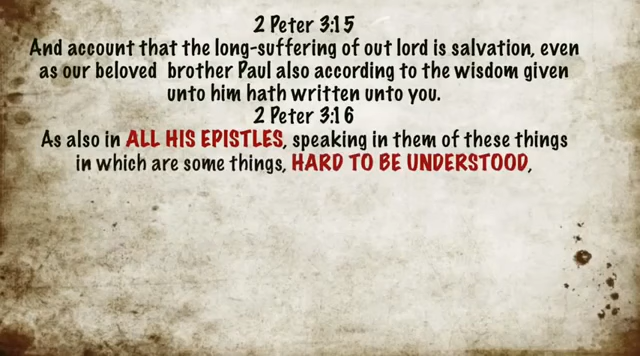 2 Peter 3:15
And account that the long-suffering of out lord is salvation, even
as our beloved brother Paul also according to the wisdom given
unto him hath written unto you.
2 Peter 3:16
As also in ALL HIS EPISTLES, speaking in them of these things
in which are some things, HARD TO BE UNDERSTOOD,